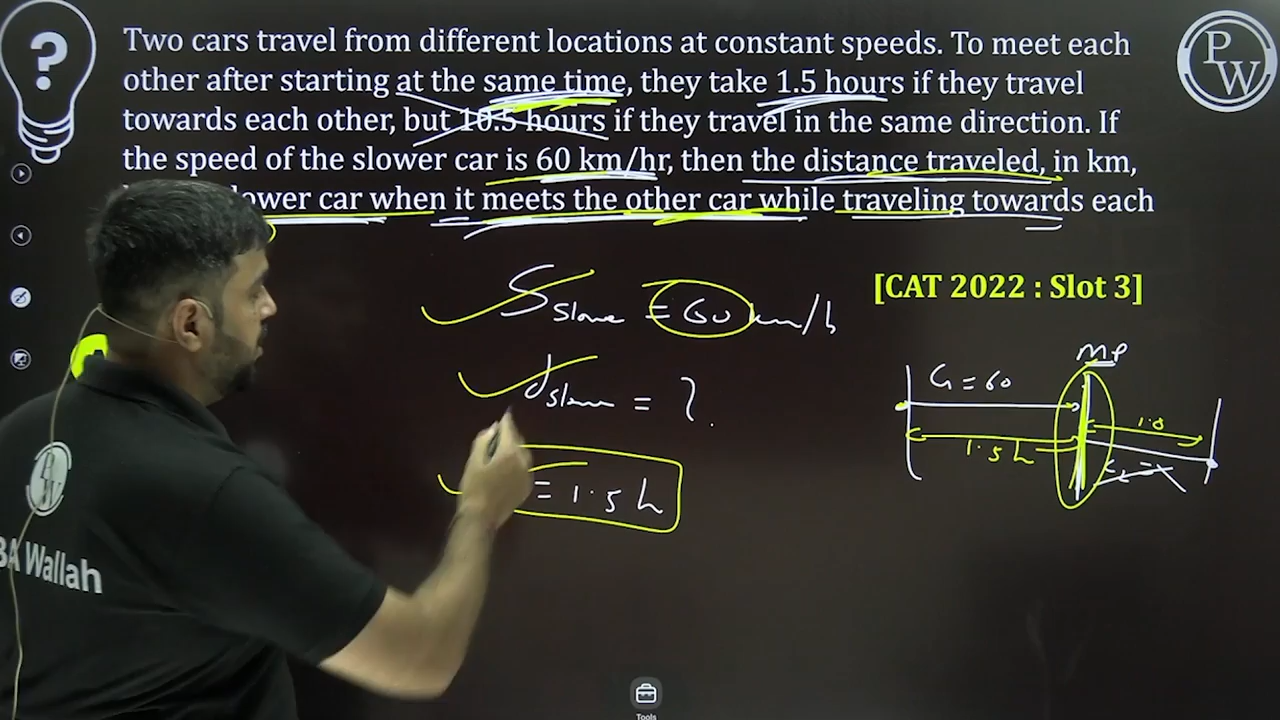 Two cars travel from different locations at constant speeds. To meet each
other after starting at the same time, they take 1.5 hours if they travel
towards each other, but 10.5 hours if they travel in the same direction. If
the speed of the slower car is 60 km/hr, then the distance traveled, in km,
ower car when it meets the other car while traveling towards each
PW
[CAT 2022 : Slot 3]
S slow = 60 km/h
d slow = ?
= 1.5 h
MP
= 60
1.5 h
BA Wallah
Tools